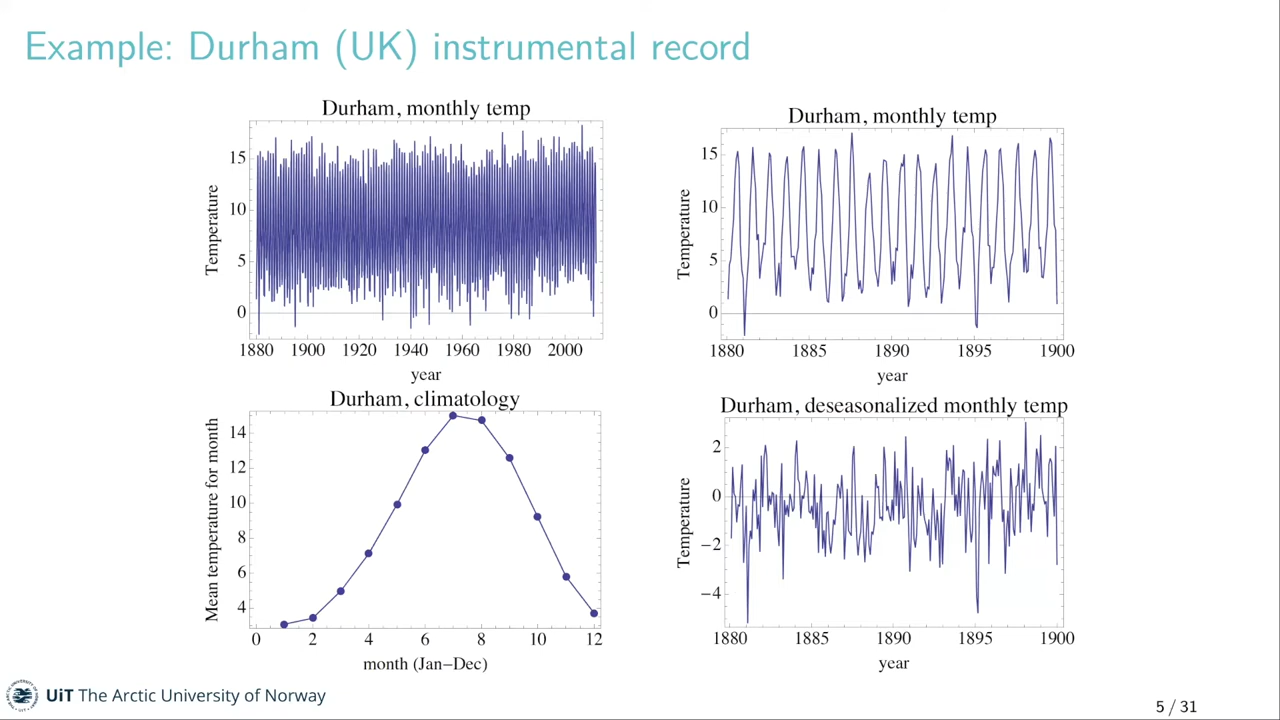 Example: Durham (UK) instrumental record
Durham, monthly temp
Temperature
15
10
5
0
1880 1900 1920 1940 1960 1980 2000
year
Durham, monthly temp
Temperature
15
10
5
0
1880 1885 1890 1895 1900
year
Durham, climatology
Mean temperature for month
14
12
10
8
6
4
0 2 4 6 8 10 12
month (Jan−Dec)
Durham, deseasonalized monthly temp
Temperature
2
0
−2
−4
1880 1885 1890 1895 1900
year
UiT The Arctic University of Norway
5 / 31